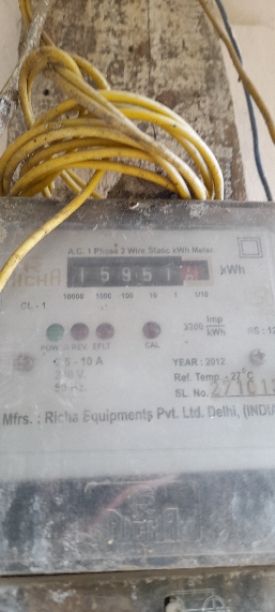 A.C. 1 Phase 2 Wire Static kWh Meter
RICHA
15951 kWh
CL - 1
10000 1000 100 10 1 1/10
Imp
kWh
POW REV. EFLT CAL
5 - 10 A
YEAR : 2012
Ref. Temp. 27°C
50 Hz.
SL. No.
Mfrs. : Richa Equipments Pvt. Ltd. Delhi, (INDIA